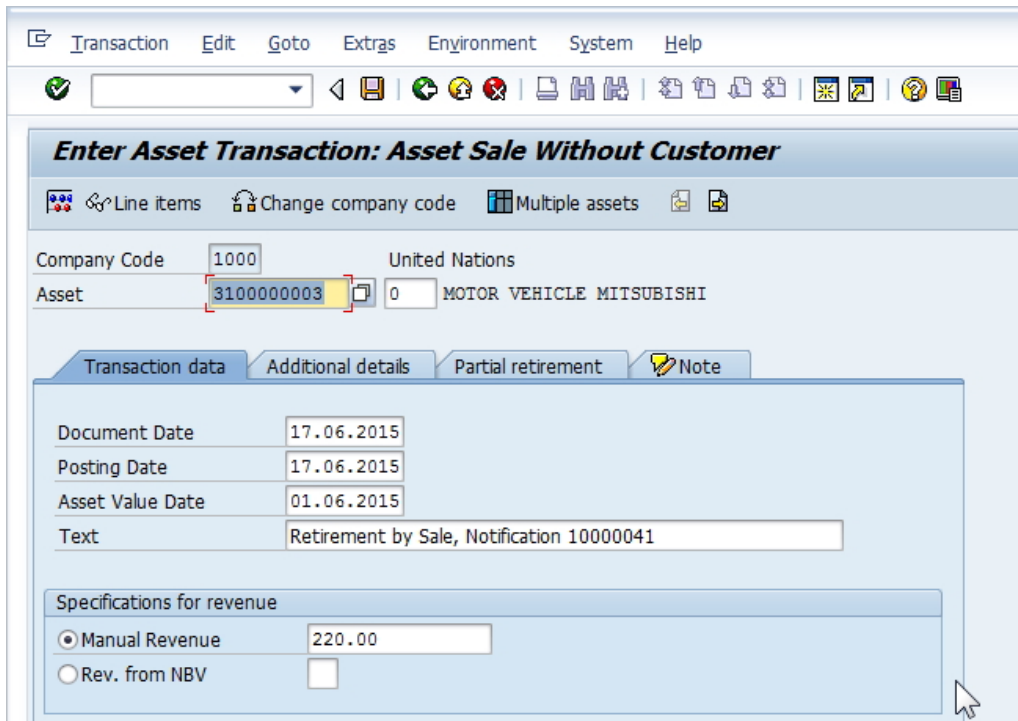 Transaction Edit Goto Extras Environment System Help
Enter Asset Transaction: Asset Sale Without Customer
Line items Change company code Multiple assets
Company Code 1000 United Nations
Asset 3100000003 0 MOTOR VEHICLE MITSUBISHI
Transaction data Additional details Partial retirement Note
Document Date 17.06.2015
Posting Date 17.06.2015
Asset Value Date 01.06.2015
Text Retirement by Sale, Notification 10000041
Specifications for revenue
Manual Revenue 220.00
Rev. from NBV